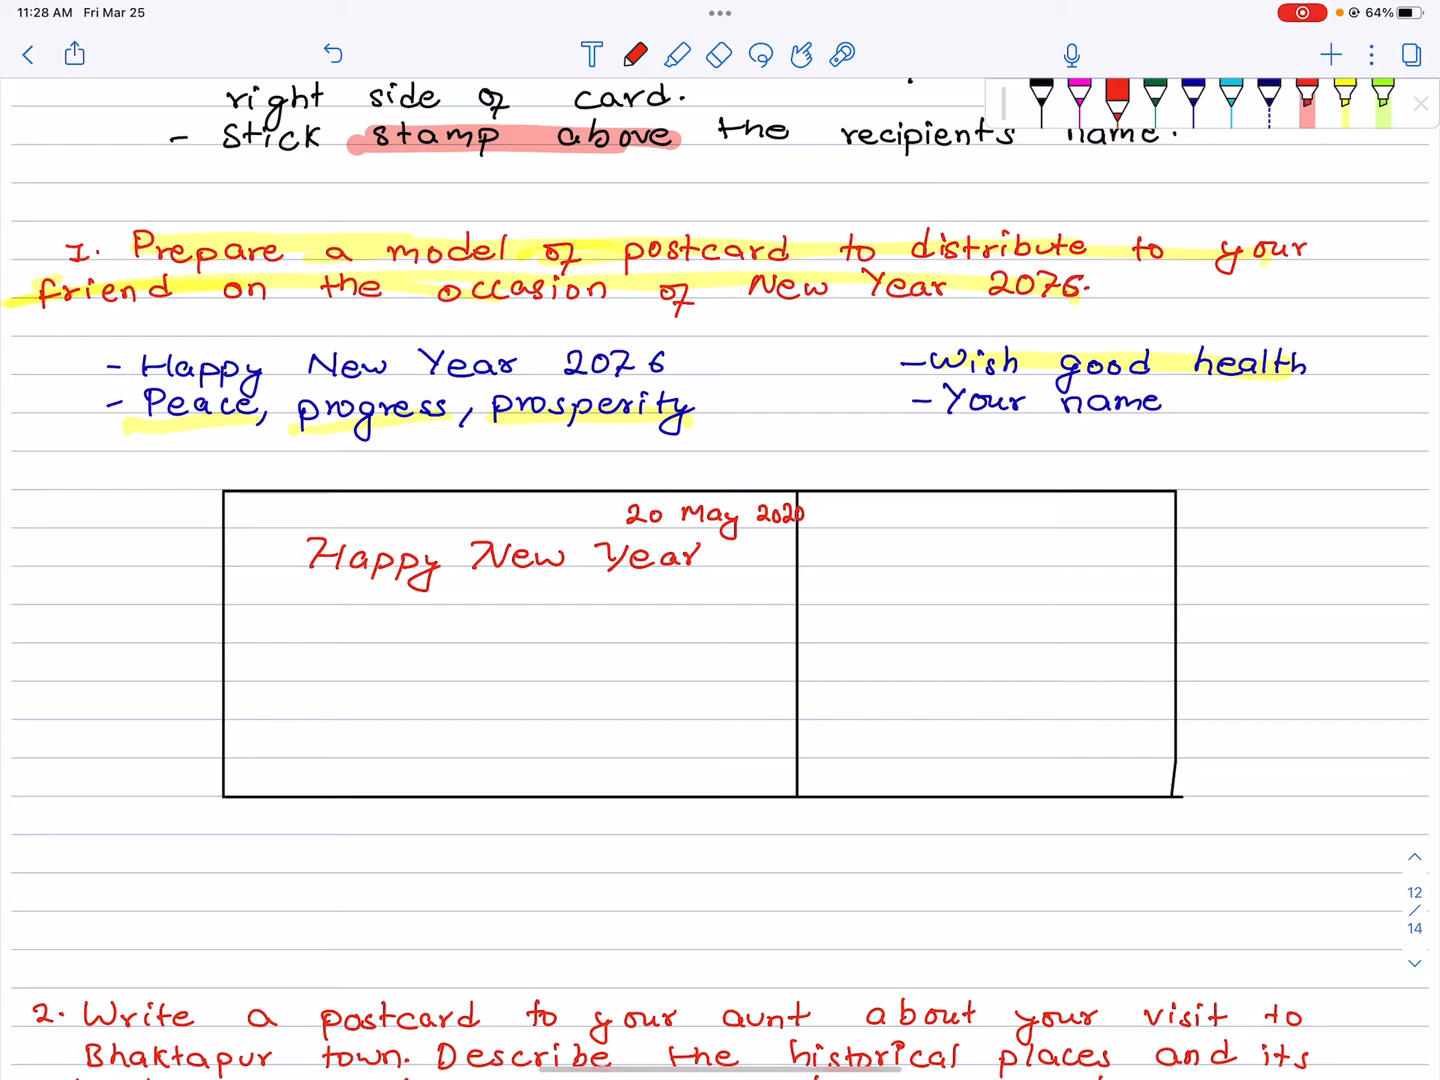 11:28 AM Fri Mar 25
64%
right side of card.
- Stick stamp above the recipients name.
1. Prepare a model of postcard to distribute to your
friend on the occasion of New Year 2076.
- Happy New Year 2076
- Peace, progress, prosperity
- Wish good health
- Your name
20 May 2020
Happy New Year
2. Write a postcard to your aunt about your visit to
Bhaktapur town. Describe the historical places and its
12
/
14